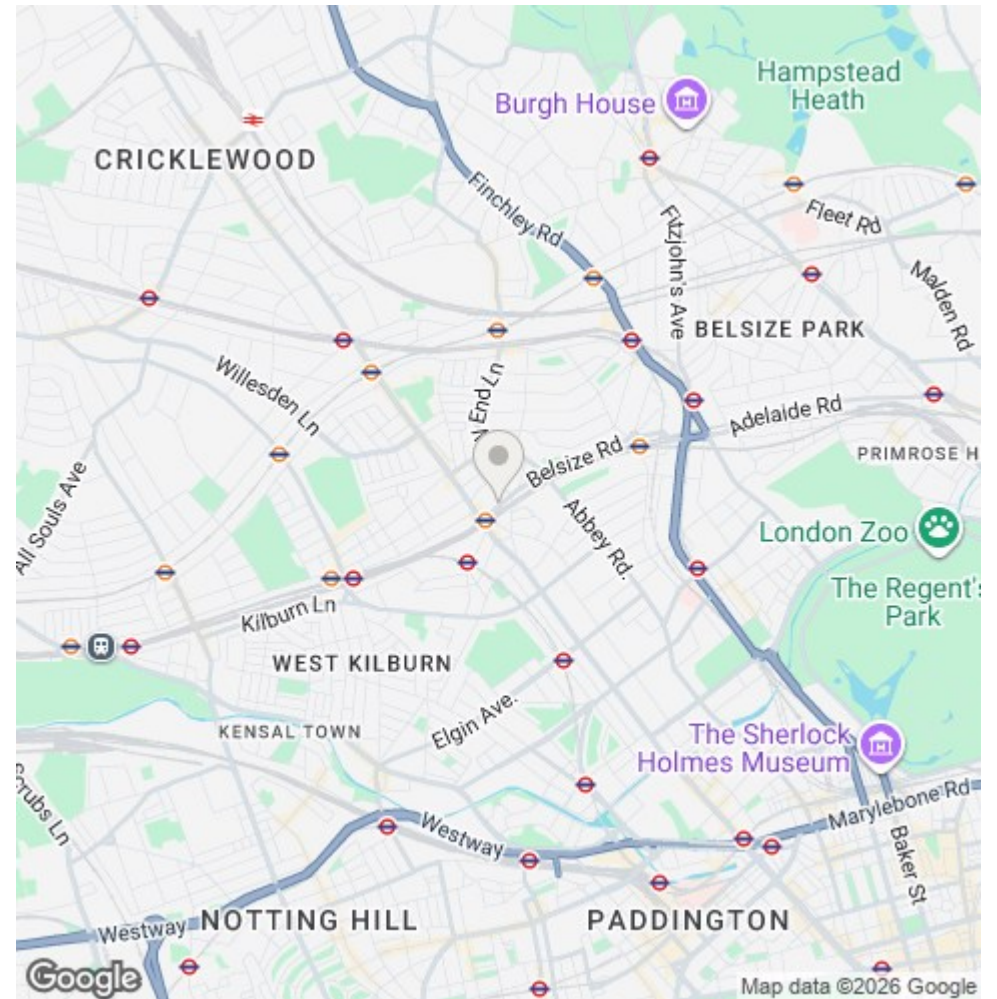 Hampstead
Heath
Burgh House
CRICKLEWOOD
Finchley Rd
Fitzjohn's Ave
Fleet Rd
Malden Rd
BELSIZE PARK
Willesden Ln
End Ln
Adelaide Rd
Belsize Rd
PRIMROSE H
All Souls Ave
Abbey Rd.
London Zoo
The Regent's
Park
Kilburn Ln
WEST KILBURN
Elgin Ave.
KENSAL TOWN
The Sherlock
Holmes Museum
Scrubs Ln
Marylebone Rd
Westway
Baker St
Westway
NOTTING HILL
PADDINGTON
Google
Map data ©2026 Google